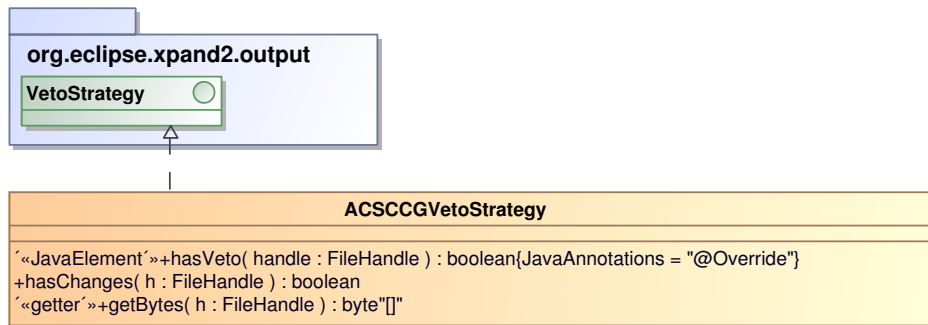 org.eclipse.xpand2.output
VetoStrategy
ACSCCGVetoStrategy
´«JavaElement´»+hasVeto( handle : FileHandle ) : boolean{JavaAnnotations = "@Override"}
+hasChanges( h : FileHandle ) : boolean
´«getter´»+getBytes( h : FileHandle ) : byte"[]"